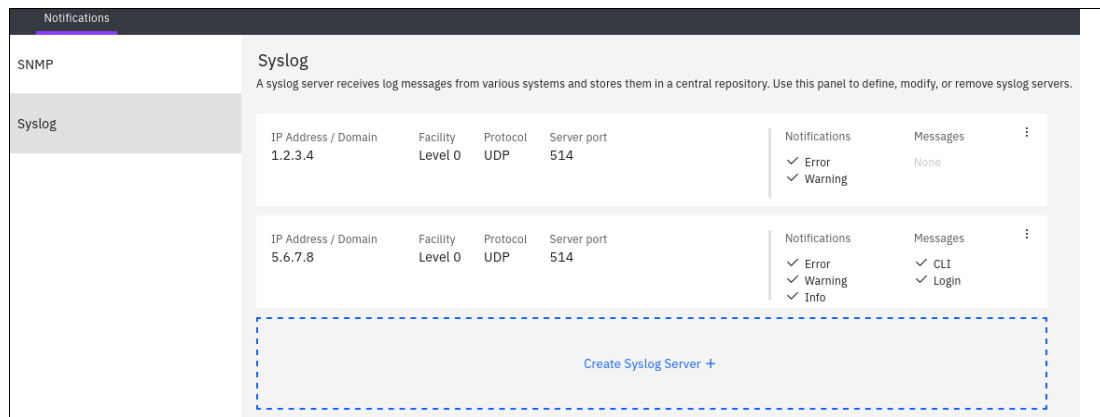 Notifications
SNMP
Syslog
Syslog
A syslog server receives log messages from various systems and stores them in a central repository. Use this panel to define, modify, or remove syslog servers.
IP Address / Domain Facility Protocol Server port Notifications Messages
1.2.3.4 Level 0 UDP 514
Error None
Warning
IP Address / Domain Facility Protocol Server port Notifications Messages
5.6.7.8 Level 0 UDP 514
Error CLI
Warning Login
Info
Create Syslog Server +